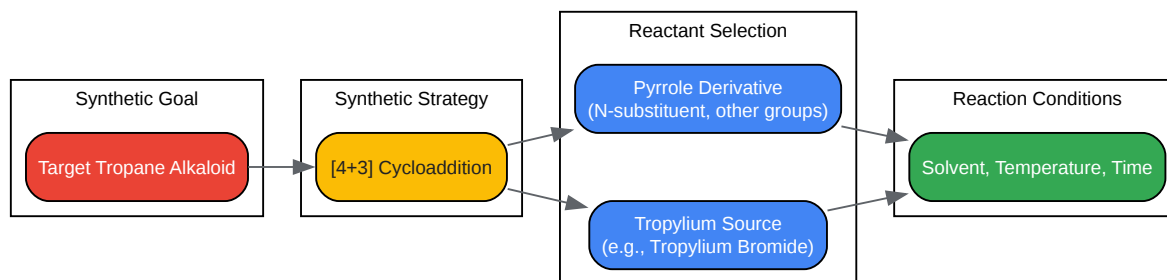 Synthetic Goal
Target Tropane Alkaloid
Synthetic Strategy
[4+3] Cycloaddition
Reactant Selection
Pyrrole Derivative
(N-substituent, other groups)
Tropylium Source
(e.g., Tropylium Bromide)
Reaction Conditions
Solvent, Temperature, Time